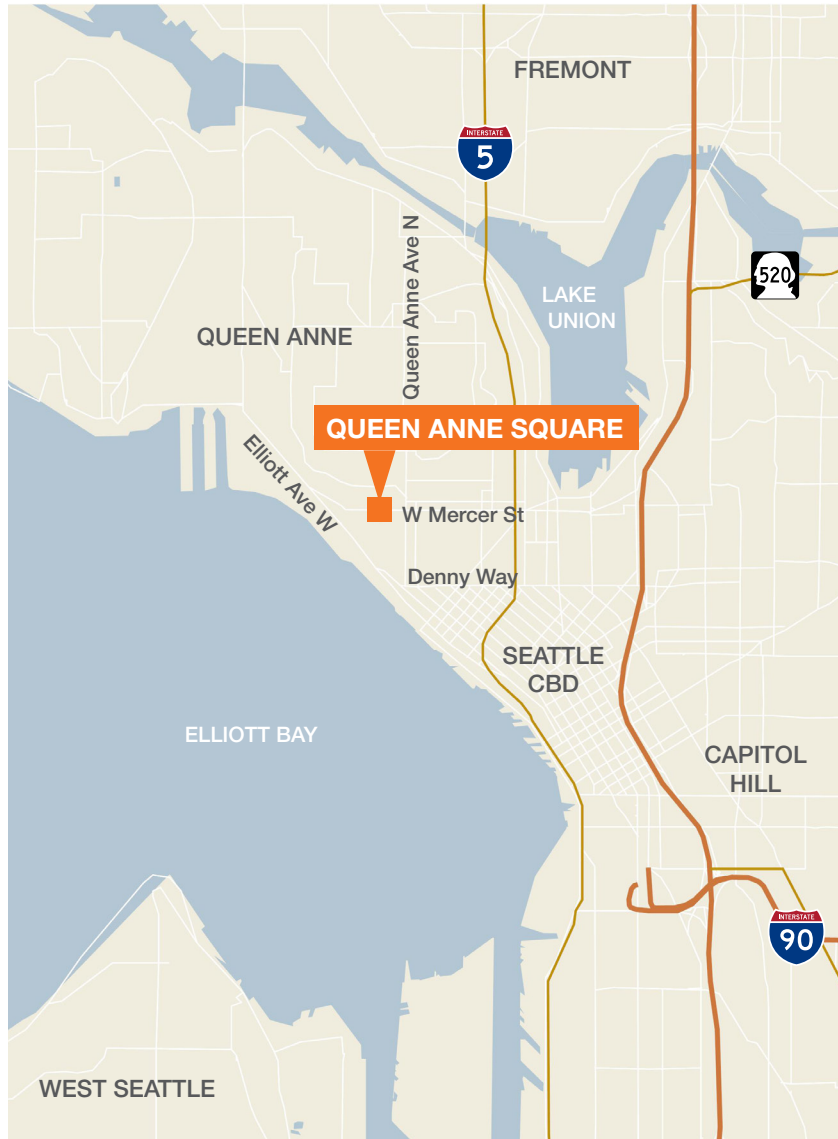 FREMONT
INTERSTATE
5
Queen Anne Ave N
520
LAKE
UNION
QUEEN ANNE
QUEEN ANNE SQUARE
Elliott Ave W
W Mercer St
Denny Way
SEATTLE
CBD
ELLIOTT BAY
CAPITOL
HILL
INTERSTATE
90
WEST SEATTLE